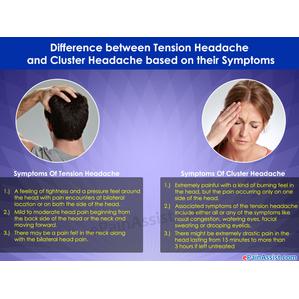 Difference between Tension Headache
and Cluster Headache based on their Symptoms
Symptoms Of Tension Headache
1.) A feeling of tightness and a pressure feel around
the head with pain encounters at bilateral
location or on both the side of the head.
2.) Mild to moderate head pain beginning from
the back side of the head or the neck and
moving forward.
3.) There may be a pain felt in the neck along
with the bilateral head pain.
Symptoms Of Cluster Headache
1.) Extremely painful with a kind of burning feel in
the head, but the pain occurring only on one
side of the head.
2.) Associated symptoms of the tension headache
include either all or any of the symptoms like
nasal congestion, watering eyes, facial
swearing or drooping eyelids.
3.) There might be extremely drastic pain in the
head lasting from 15 minutes to more than
3 hours if left untreated
ePainAssist
ePainAssist.com